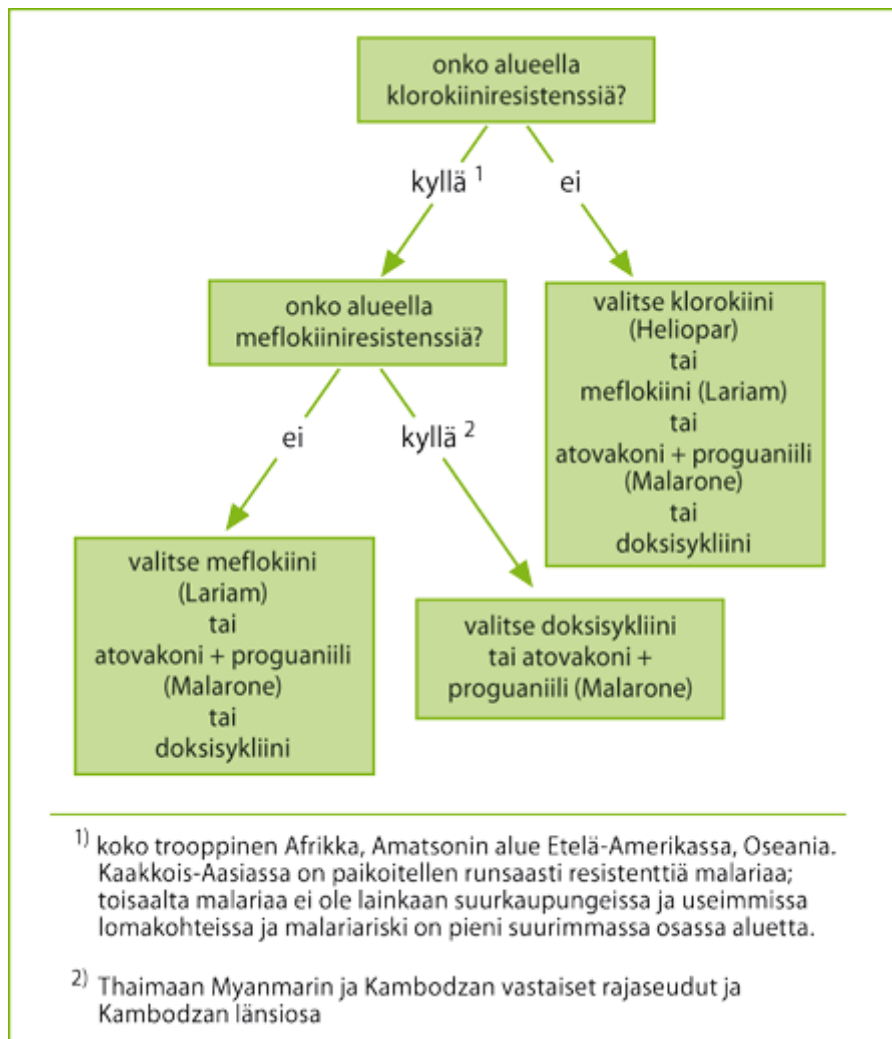 onko alueella
klorokiiniresistenssiä?
kyllä 1
ei
onko alueella
meflokiiniresistenssiä?
valitse klorokiini
(Heliopar)
tai
meflokiini (Lariam)
tai
atovakoni + proguaniili
(Malarone)
tai
doksisykliini
ei
kyllä 2
valitse meflokiini
(Lariam)
tai
atovakoni + proguaniili
(Malarone)
tai
doksisykliini
valitse doksisykliini
tai atovakoni +
proguaniili (Malarone)
1) koko trooppinen Afrikka, Amatsonin alue Etelä-Amerikassa, Oseania.
Kaakkois-Aasiassa on paikoitellen runsaasti resistenttiä malariaa;
toisaalta malariaa ei ole lainkaan suurkaupungeissa ja useimmissa
lomakohteissa ja malariariski on pieni suurimmassa osassa aluetta.
2) Thaimaan Myanmarin ja Kambodzan vastaiset rajaseudut ja
Kambodzan länsiosa